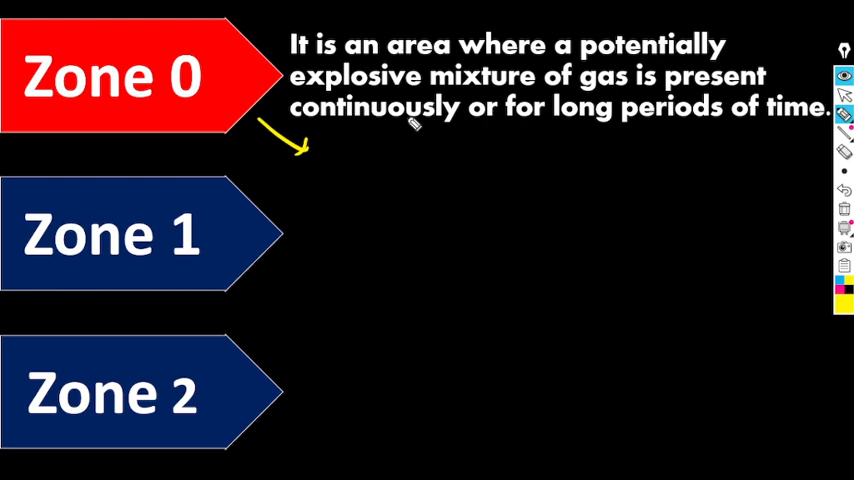 Zone 0
It is an area where a potentially
explosive mixture of gas is present
continuously or for long periods of time.
Zone 1
Zone 2